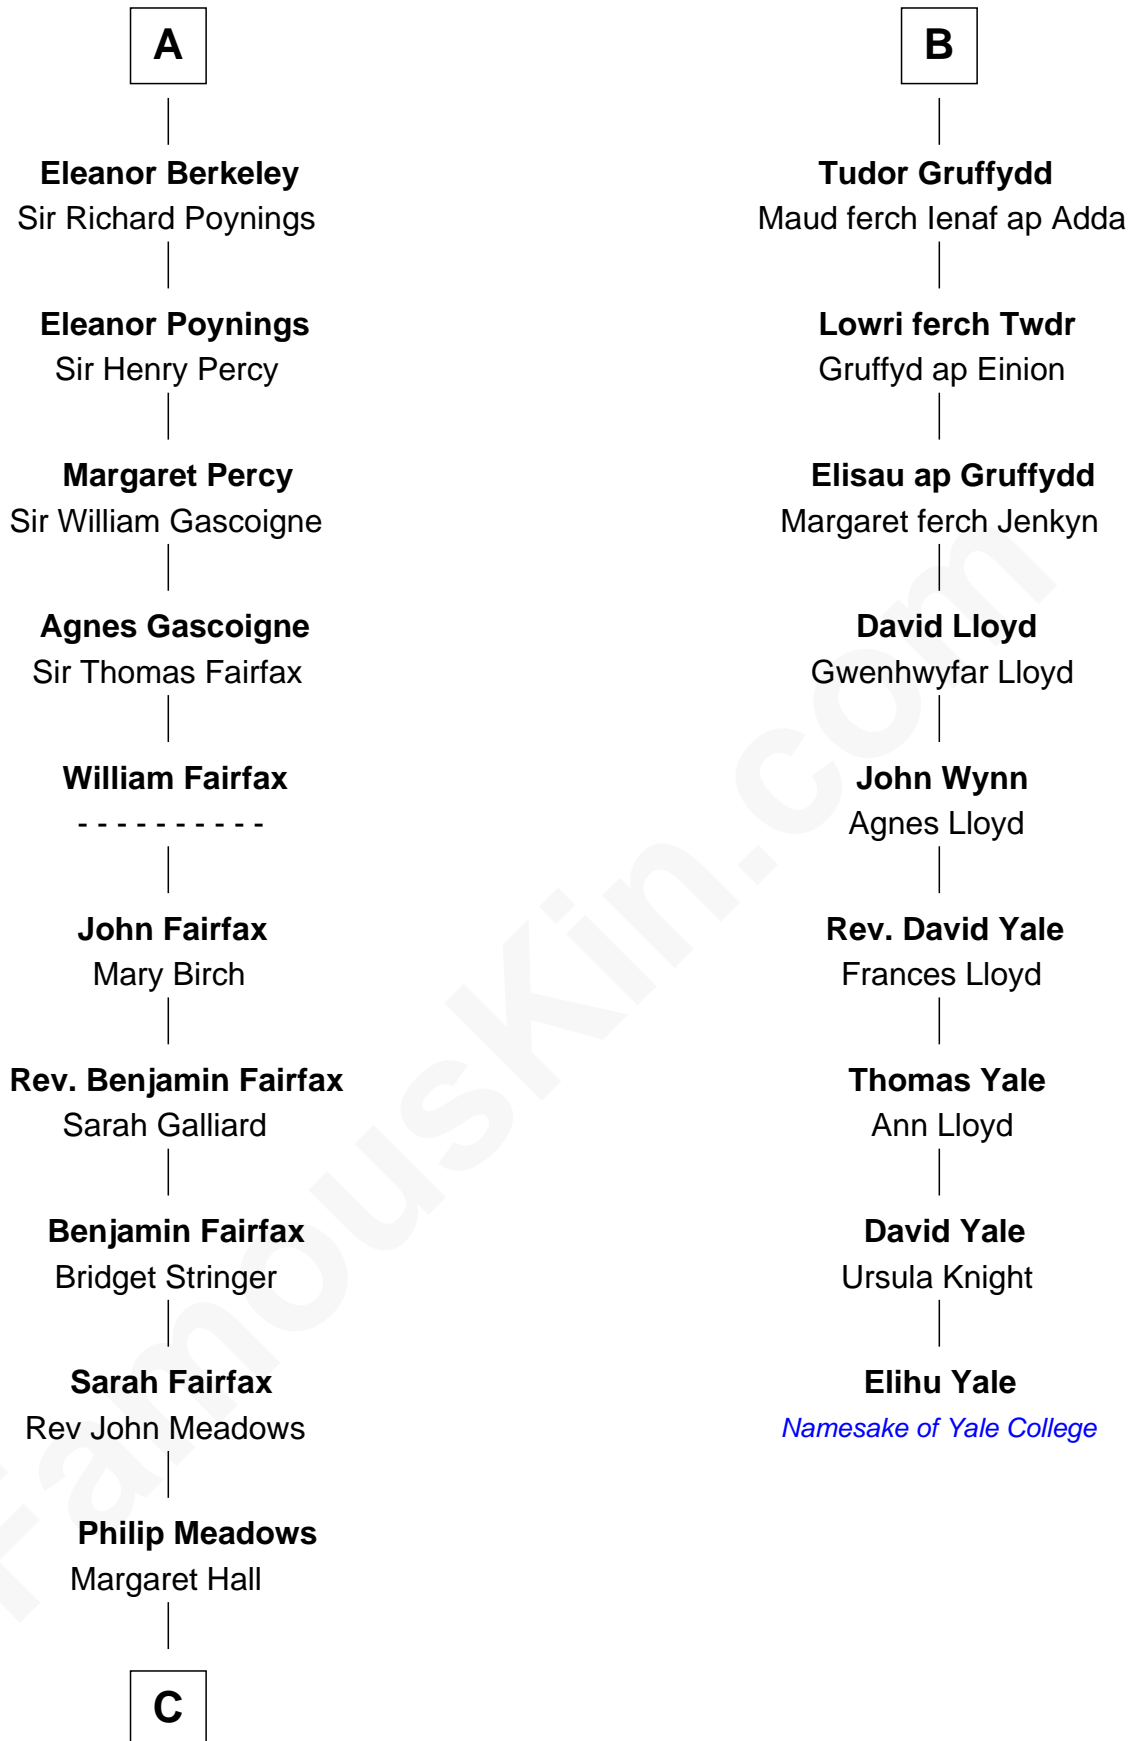 A
Eleanor Berkeley
Sir Richard Poynings
Eleanor Poynings
Sir Henry Percy
Margaret Percy
Sir William Gascoigne
Agnes Gascoigne
Sir Thomas Fairfax
William Fairfax
- - - - - - - - - -
John Fairfax
Mary Birch
Rev. Benjamin Fairfax
Sarah Galliard
Benjamin Fairfax
Bridget Stringer
Sarah Fairfax
Rev John Meadows
Philip Meadows
Margaret Hall
C
B
Tudor Gruffydd
Maud ferch Ienaf ap Adda
Lowri ferch Twdr
Gruffyd ap Einion
Elisau ap Gruffydd
Margaret ferch Jenkyn
David Lloyd
Gwenhwyfar Lloyd
John Wynn
Agnes Lloyd
Rev. David Yale
Frances Lloyd
Thomas Yale
Ann Lloyd
David Yale
Ursula Knight
Elihu Yale
Namesake of Yale College
FamousKin.com